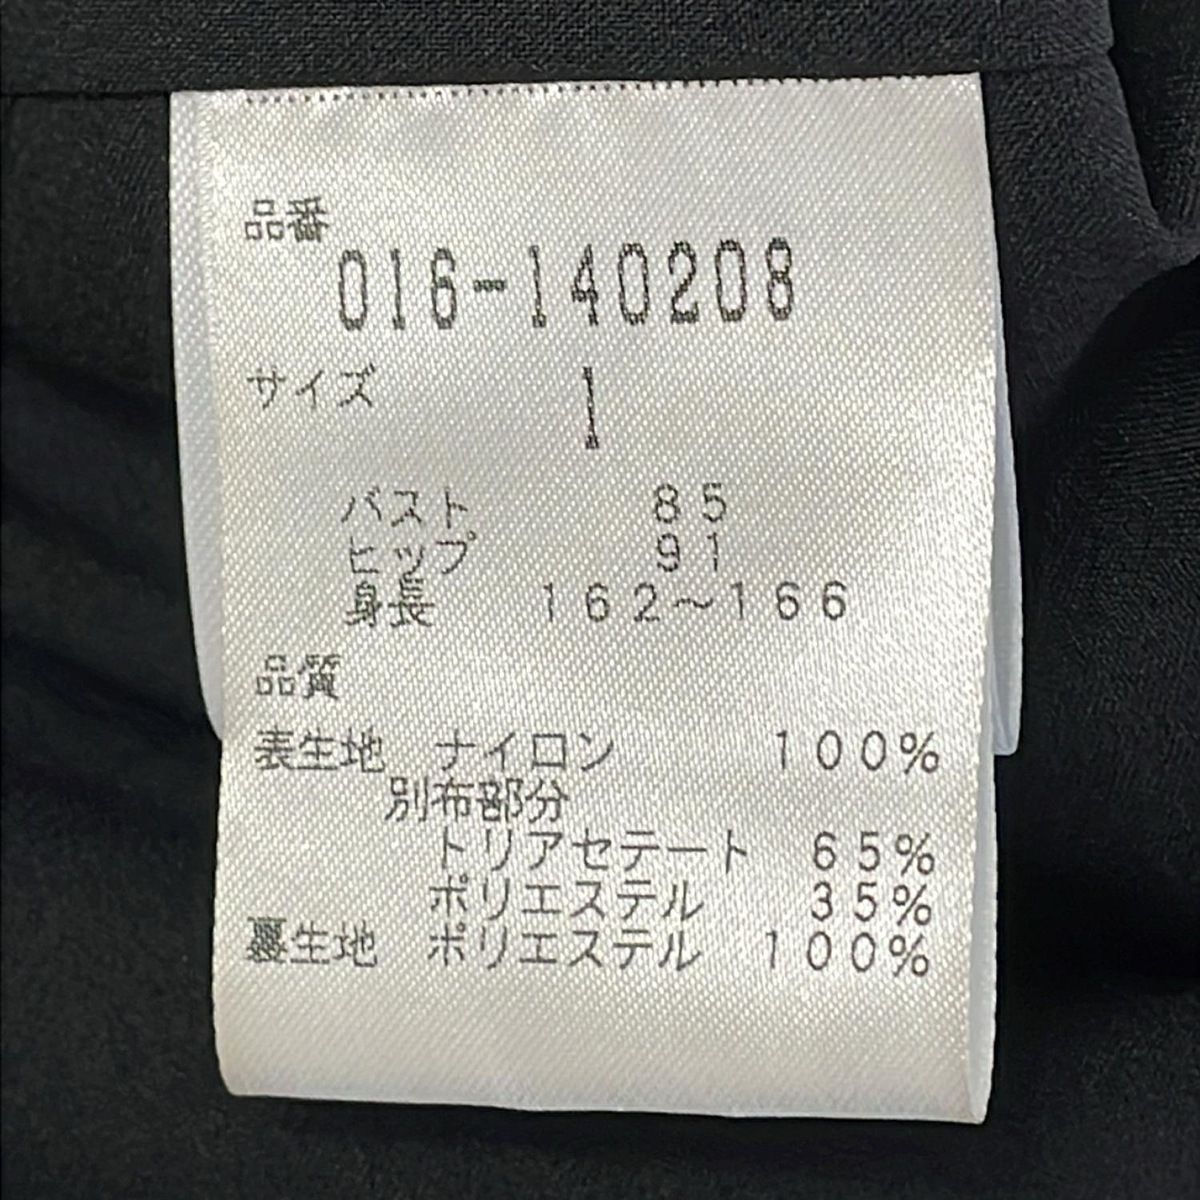 品番
016-140208
サイズ 1
バスト 85
ヒップ 91
身長 162~166
品質
表生地 ナイロン 100%
別布部分
トリアセテート 65%
ポリエステル 35%
裏生地 ポリエステル 100%